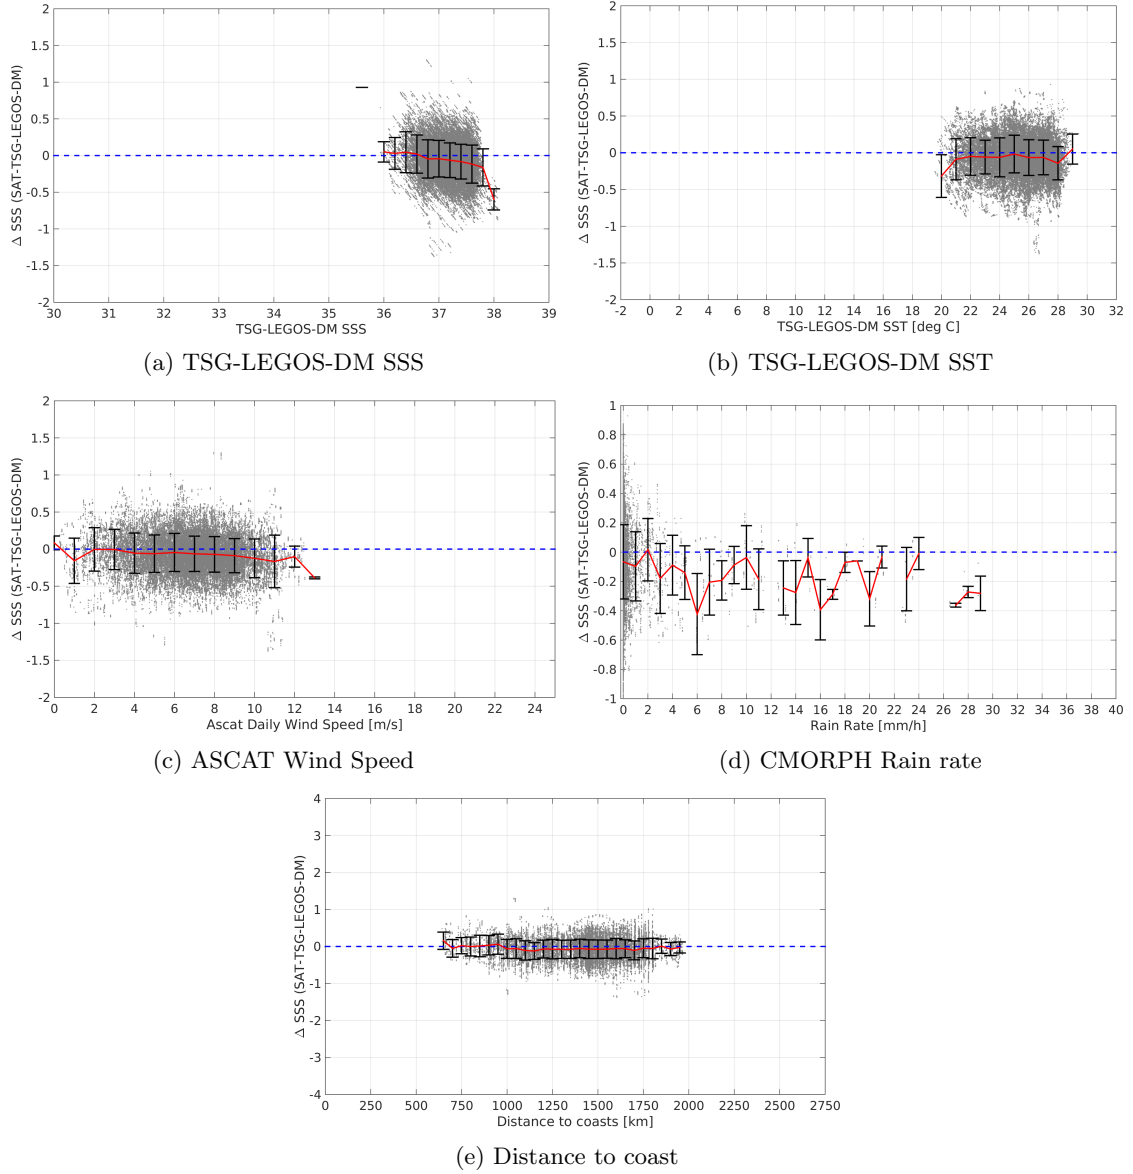 2
1.5
1
0.5
0
-0.5
-1
-1.5
-2
Δ SSS (SAT-TSG-LEGOS-DM)
30 31 32 33 34 35 36 37 38 39
TSG-LEGOS-DM SSS
(a) TSG-LEGOS-DM SSS
2
1.5
1
0.5
0
-0.5
-1
-1.5
-2
Δ SSS (SAT-TSG-LEGOS-DM)
-2 0 2 4 6 8 10 12 14 16 18 20 22 24 26 28 30 32
TSG-LEGOS-DM SST [deg C]
(b) TSG-LEGOS-DM SST
2
1.5
1
0.5
0
-0.5
-1
-1.5
-2
Δ SSS (SAT-TSG-LEGOS-DM)
0 2 4 6 8 10 12 14 16 18 20 22 24
Ascat Daily Wind Speed [m/s]
(c) ASCAT Wind Speed
1
0.8
0.6
0.4
0.2
0
-0.2
-0.4
-0.6
-0.8
-1
Δ SSS (SAT-TSG-LEGOS-DM)
0 2 4 6 8 10 12 14 16 18 20 22 24 26 28 30 32 34 36 38 40
Rain Rate [mm/h]
(d) CMORPH Rain rate
4
3
2
1
0
-1
-2
-3
-4
Δ SSS (SAT-TSG-LEGOS-DM)
0 250 500 750 1000 1250 1500 1750 2000 2250 2500 2750
Distance to coasts [km]
(e) Distance to coast